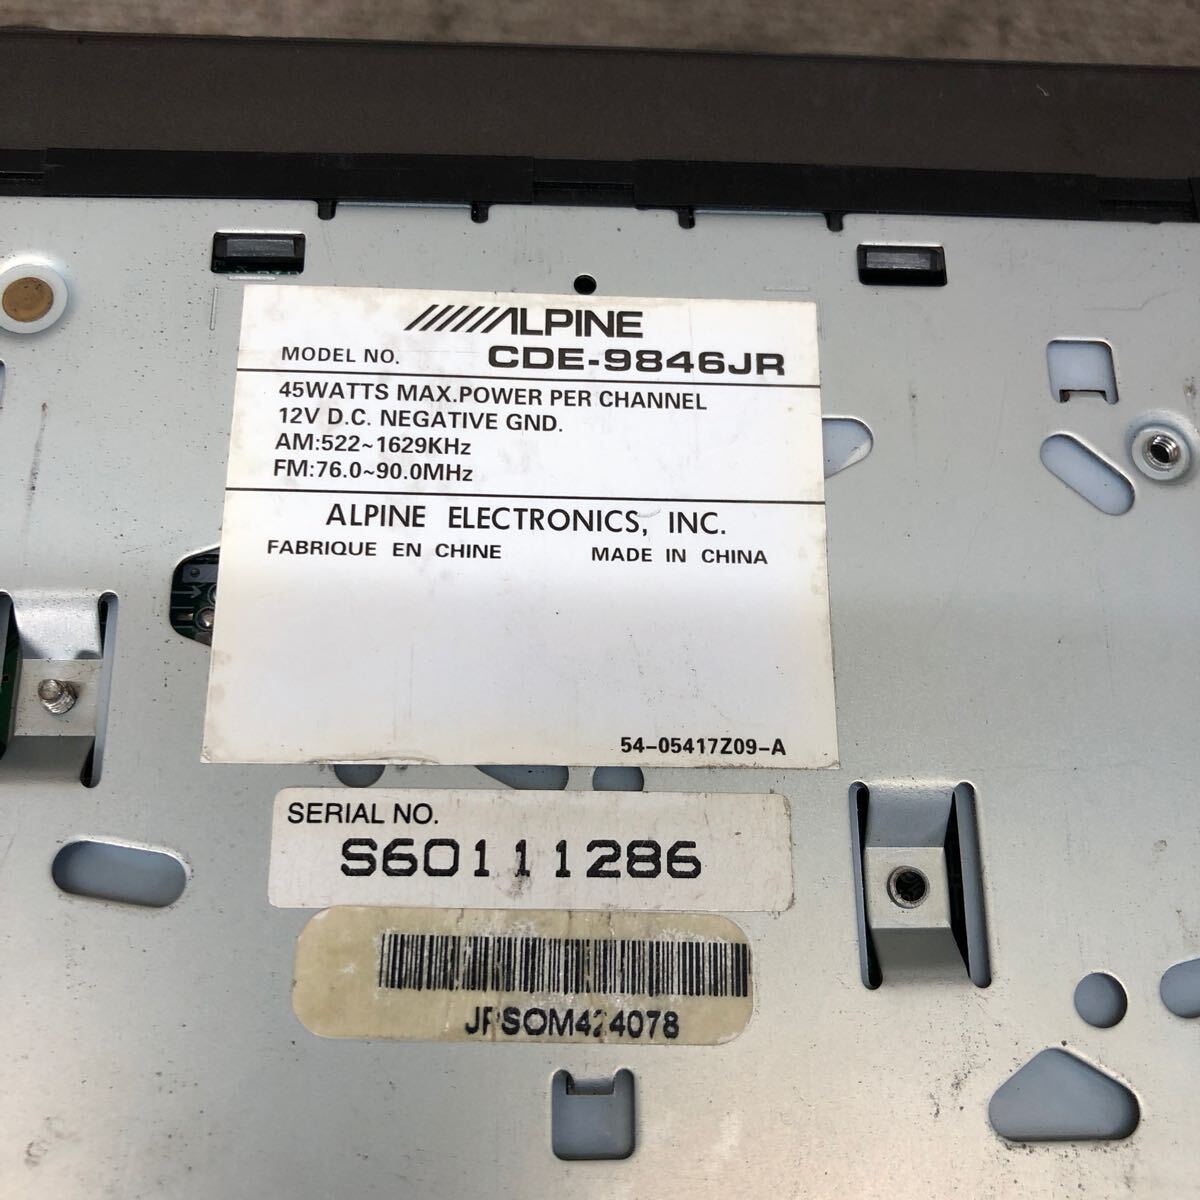 ALPINE
MODEL NO. CDE-9846JR
45WATTS MAX.POWER PER CHANNEL
12V D.C. NEGATIVE GND.
AM:522~1629KHz
FM:76.0~90.0MHz
ALPINE ELECTRONICS, INC.
FABRIQUE EN CHINE MADE IN CHINA
54-05417Z09-A
SERIAL NO.
S60111286